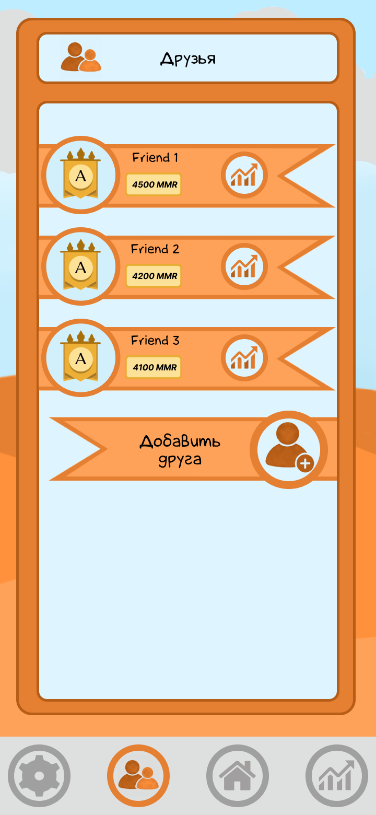 Друзья
Friend 1
A
4500 MMR
Friend 2
A
4200 MMR
Friend 3
A
4100 MMR
Добавить
друга